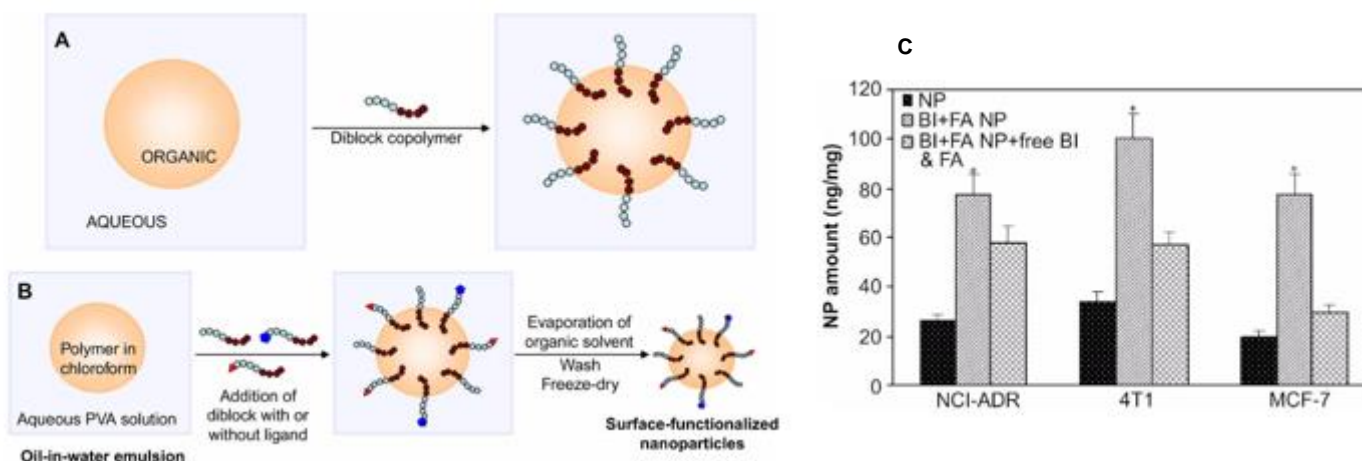 A
ORGANIC
AQUEOUS
Diblock copolymer
B
Polymer in
chloroform
Aqueous PVA solution
Oil-in-water emulsion
Addition of
diblock with or
without ligand
Evaporation of
organic solvent
Wash
Freeze-dry
Surface-functionalized
nanoparticles
C
NP amount (ng/mg)
120
100
80
60
40
20
0
NP
BI+FA NP
BI+FA NP+free BI
& FA
*
*
*
NCI-ADR
4T1
MCF-7